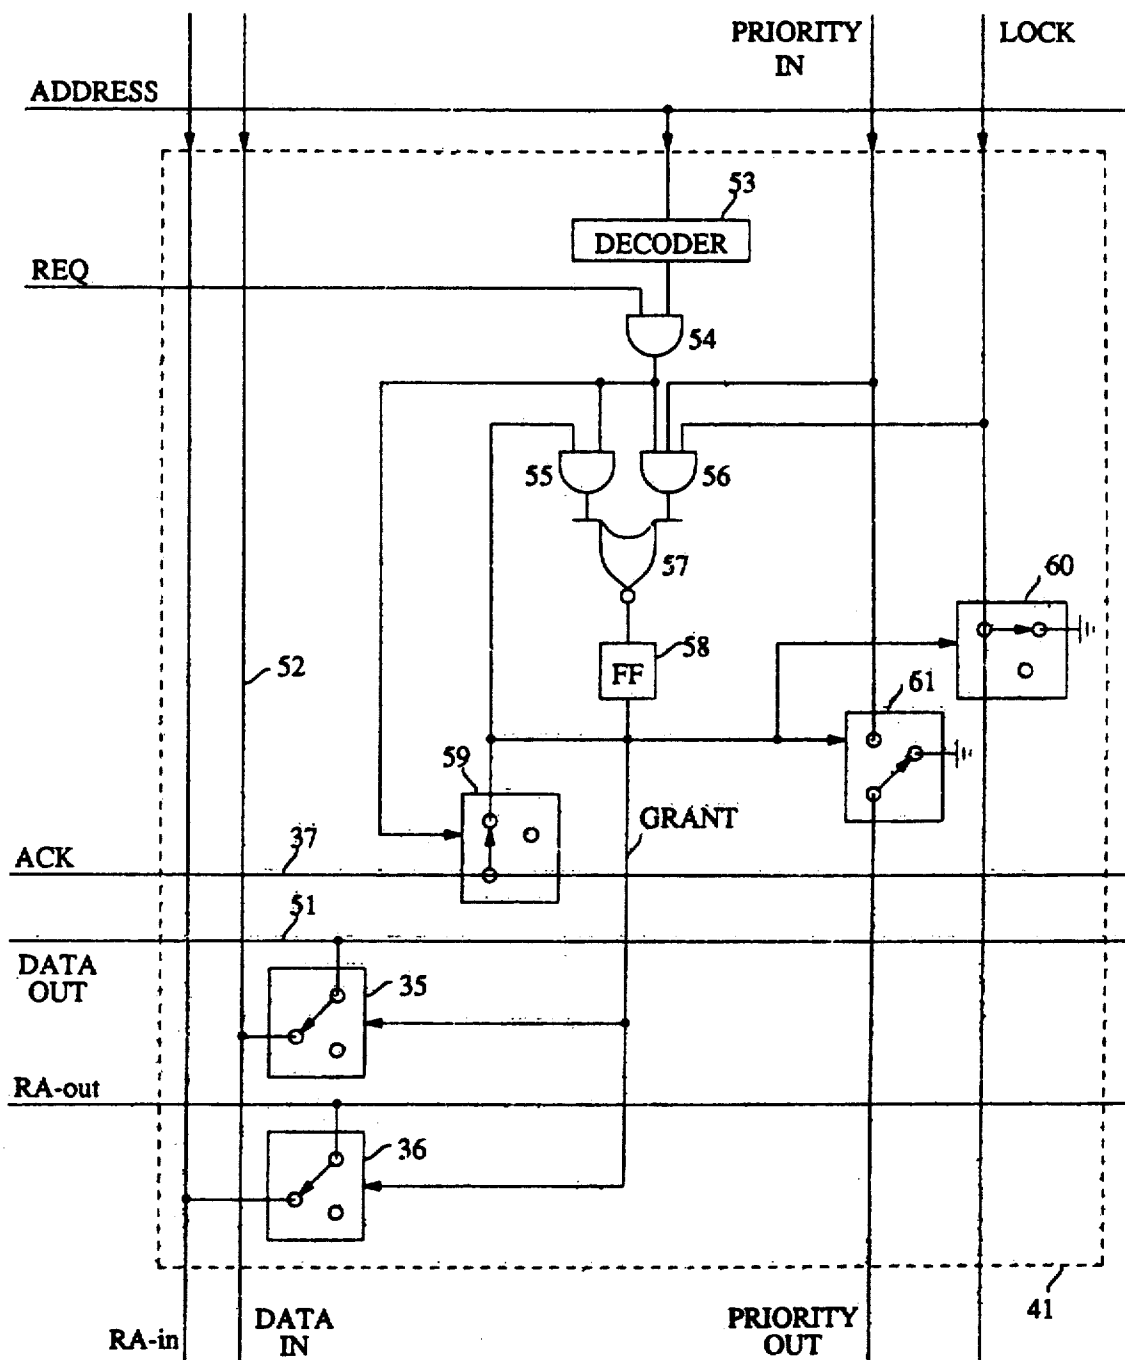 PRIORITY
IN
LOCK
ADDRESS
53
DECODER
REQ
54
55
56
57
60
58
FF
52
61
59
GRANT
37
ACK
51
DATA
OUT
35
RA-out
36
41
RA-in
DATA
IN
PRIORITY
OUT